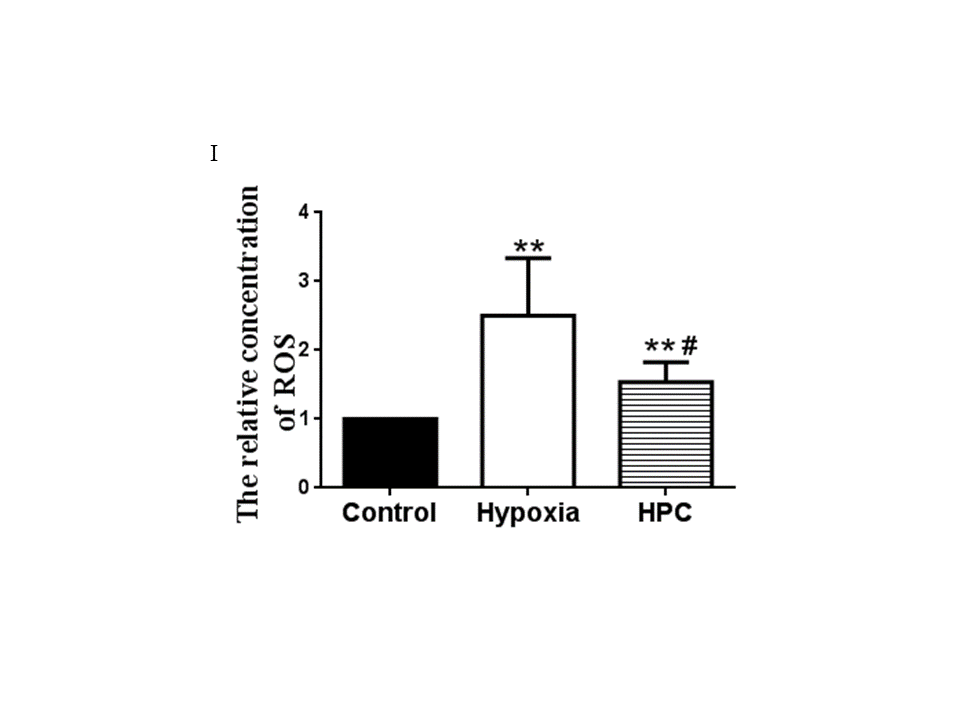 I
The relative concentration
of ROS
4
3
2
1
0
**
**#
Control Hypoxia HPC